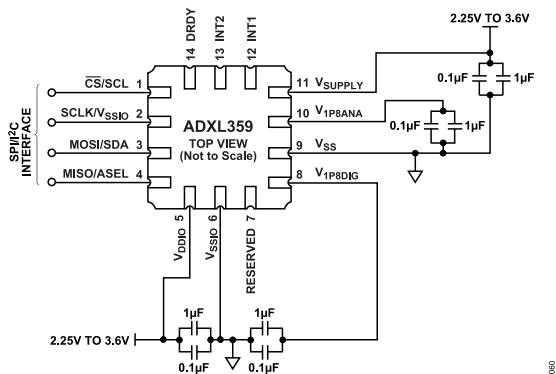 2.25V TO 3.6V
14 DRDY
13 INT2
12 INT1
SPI/I2C
INTERFACE
CS/SCL 1
SCLK/VSSIO 2
MOSI/SDA 3
MISO/ASEL 4
ADXL359
TOP VIEW
(Not to Scale)
11 VSUPPLY
10 V1P8ANA
9 VSS
8 V1P8DIG
0.1µF
1µF
0.1µF
1µF
VDDIO 5
VSSIO 6
RESERVED 7
2.25V TO 3.6V
1µF
0.1µF
1µF
0.1µF
060